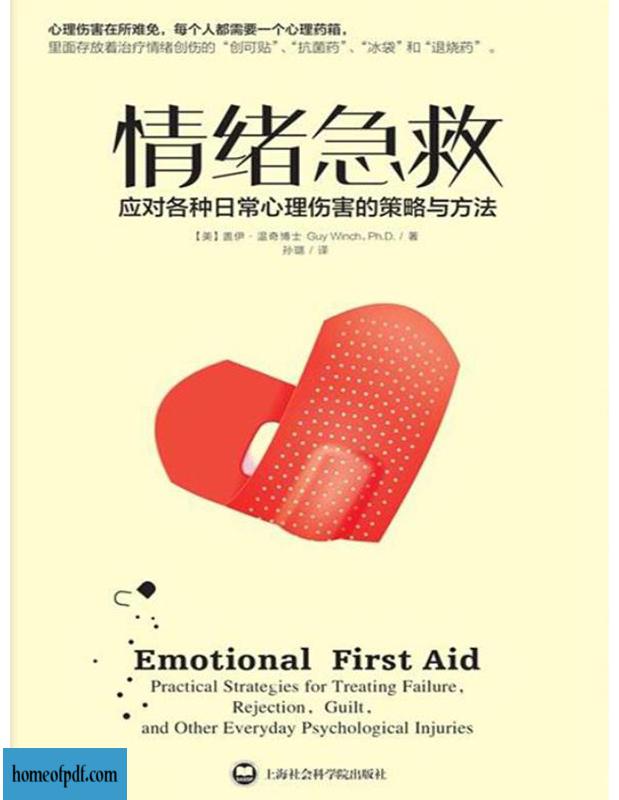 心理伤害在所难免，每个人都需要一个心理药箱，
里面存放着治疗情绪创伤的“创可贴”、“抗菌药”、“冰袋”和“退烧药”。
情绪急救
应对各种日常心理伤害的策略与方法
【美】盖伊·温奇博士 Guy Winch, Ph.D. / 著
孙璐 / 译
Emotional First Aid
Practical Strategies for Treating Failure,
Rejection, Guilt,
and Other Everyday Psychological Injuries
homeofpdf.com
上海社会科学院出版社